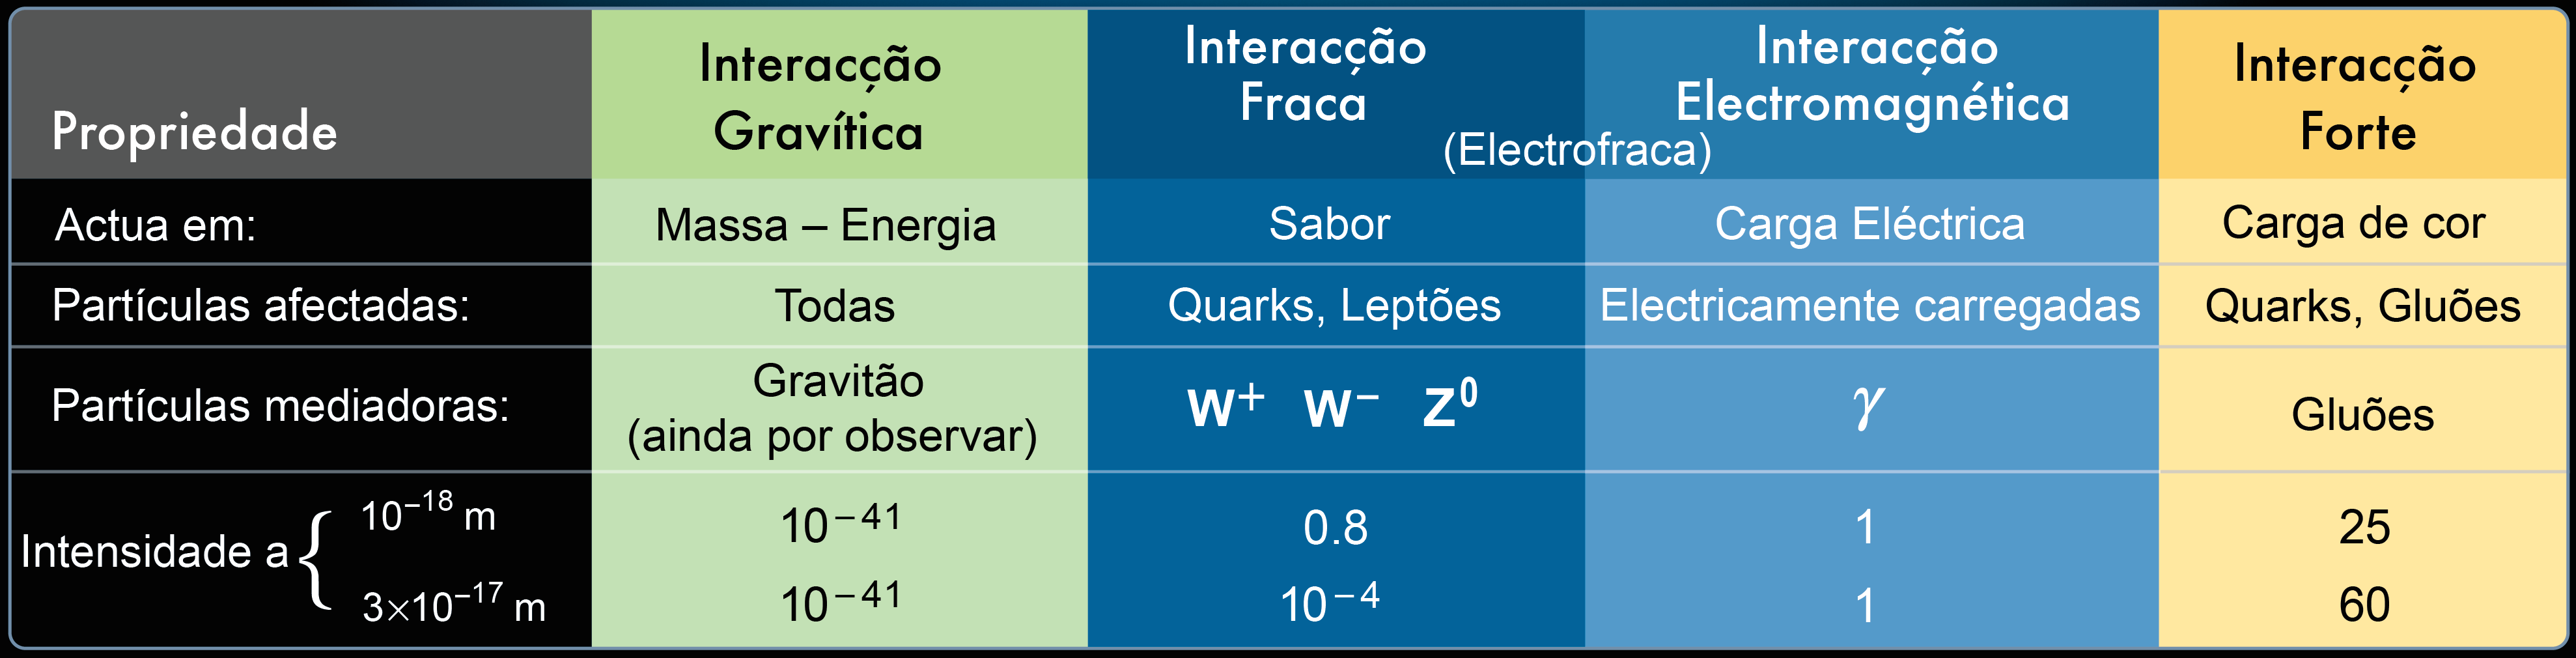 Propriedade
Interacção
Gravítica
Interacção
Fraca
Interacção
Electromagnética
(Electrofraca)
Interacção
Forte
Actua em: Massa – Energia Sabor Carga Eléctrica Carga de cor
Partículas afectadas: Todas Quarks, Leptões Electricamente carregadas Quarks, Gluões
Partículas mediadoras: Gravitão
(ainda por observar)
W⁺ W⁻ Z⁰ γ Gluões
Intensidade a { 10⁻¹⁸ m 10⁻⁴¹ 0.8 1 25
3×10⁻¹⁷ m 10⁻⁴¹ 10⁻⁴ 1 60